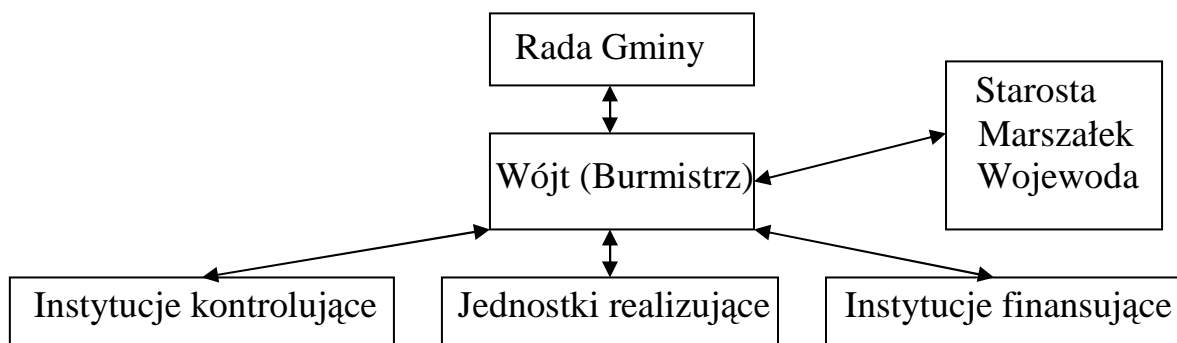 Rada Gminy
Starosta
Marszałek
Wojewoda
Wójt (Burmistrz)
Instytucje kontrolujące
Jednostki realizujące
Instytucje finansujące